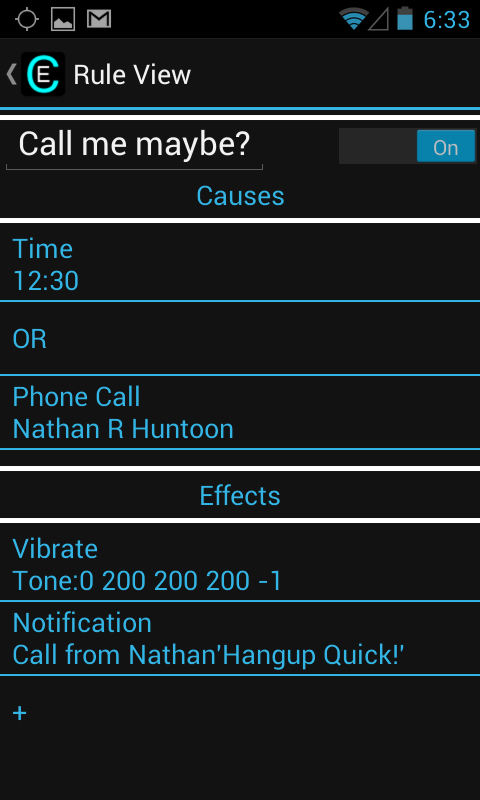 6:33
CE Rule View
Call me maybe?
On
Causes
Time
12:30
OR
Phone Call
Nathan R Huntoon
Effects
Vibrate
Tone:0 200 200 200 -1
Notification
Call from Nathan'Hangup Quick!'
+